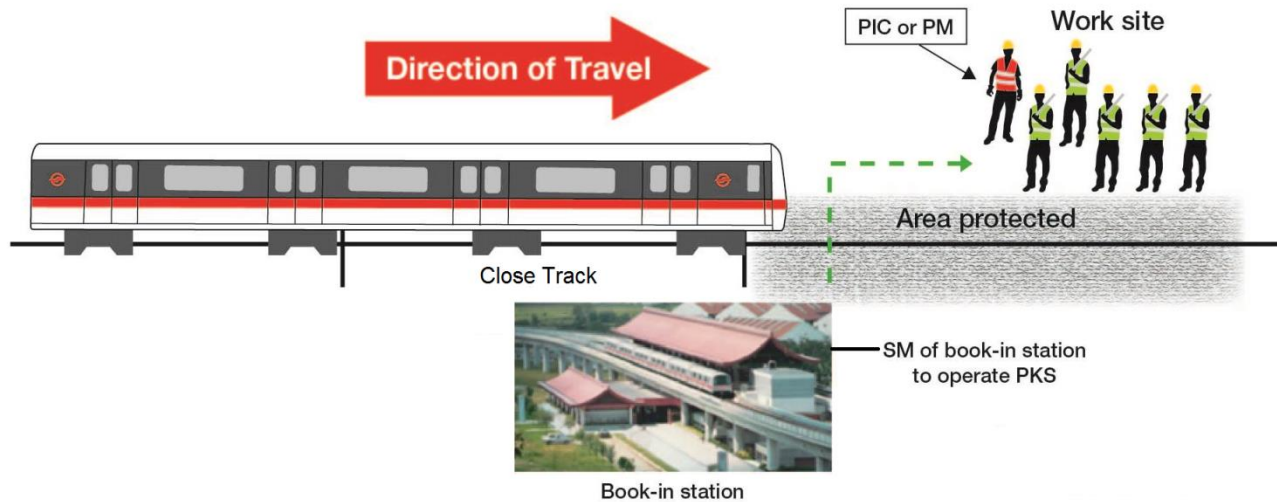 Direction of Travel
PIC or PM
Work site
Area protected
Close Track
SM of book-in station
to operate PKS
Book-in station